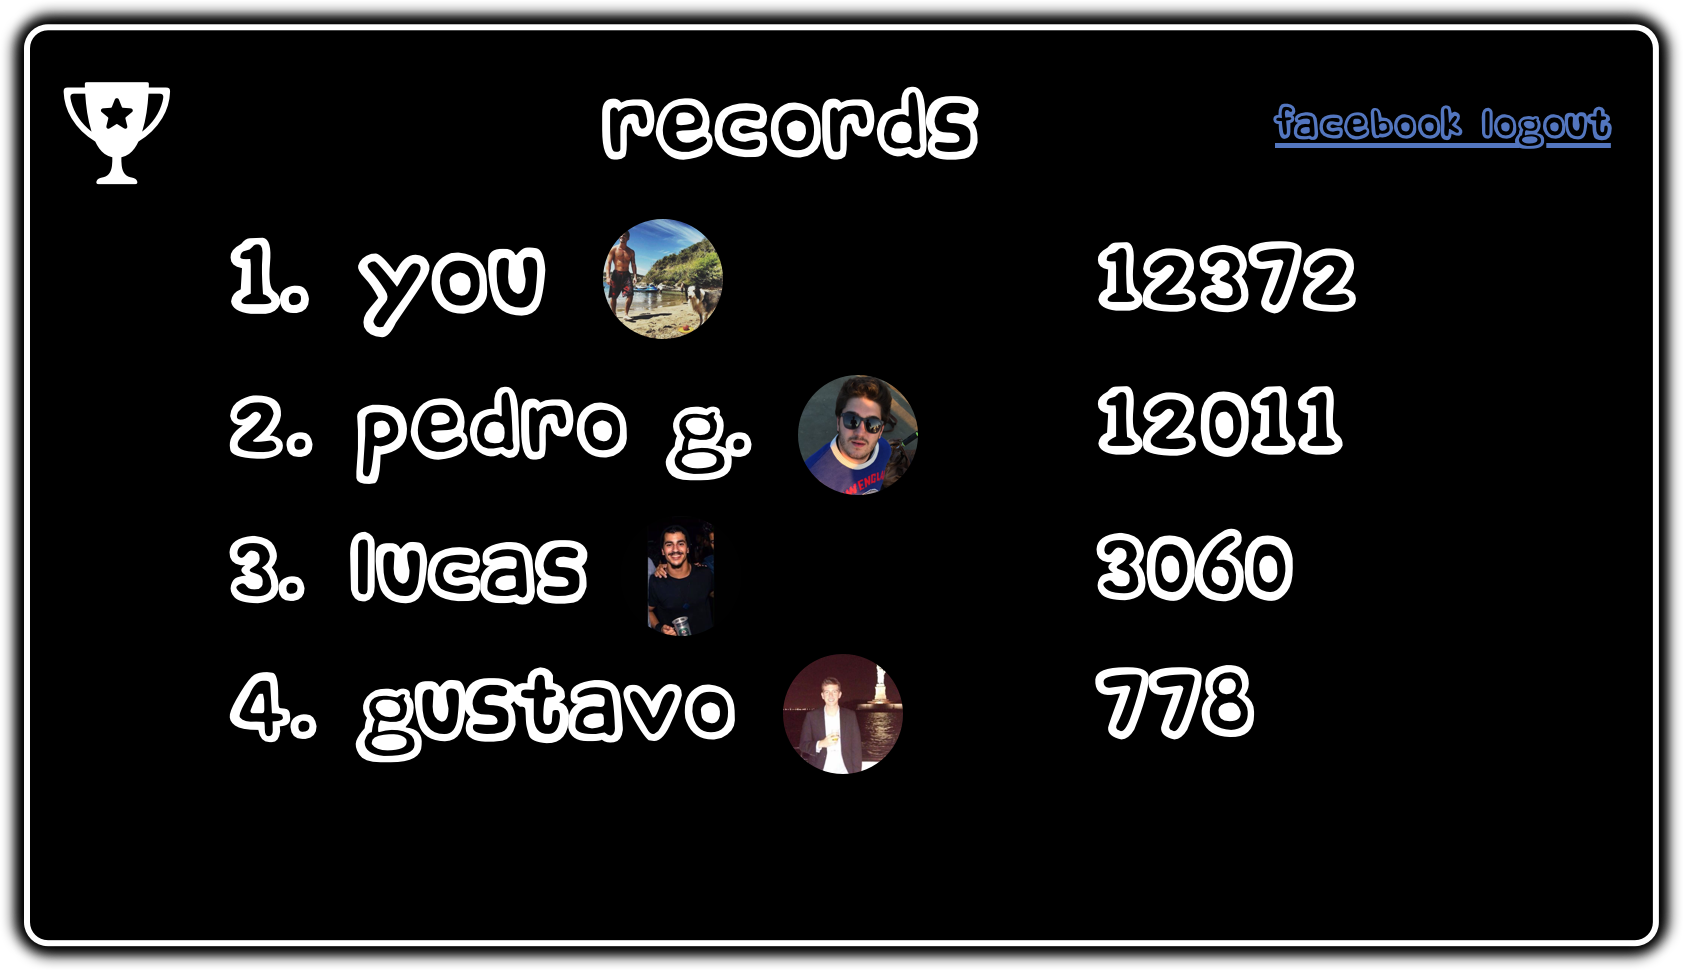 records
facebook logout
1. you 12372
2. pedro g. 12011
3. lucas 3060
4. gustavo 778